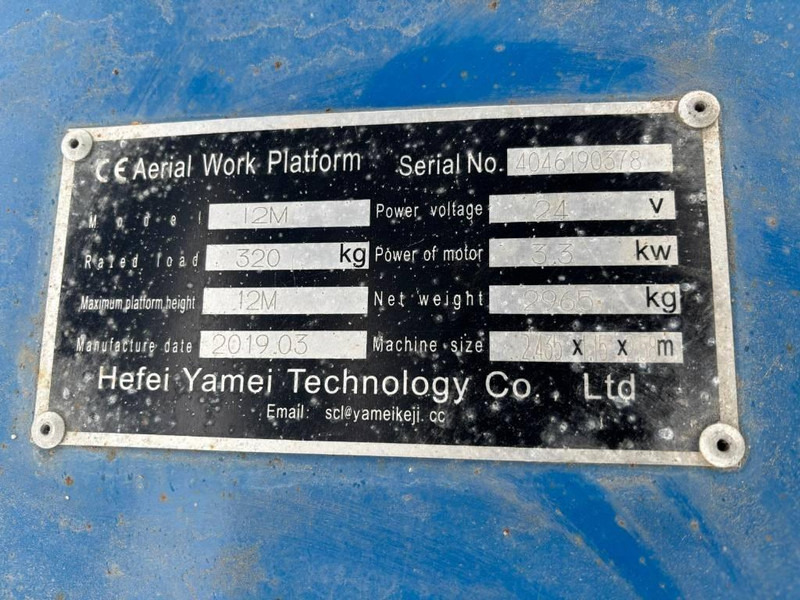 CE Aerial Work Platform Serial No. 4046190378
Model 12M Power voltage 24 V
Rated load 320 kg Power of motor 3.3 kw
Maximum platform height 12M Net weight 2965 kg
Manufacture date 2019.03 Machine size x x m
Hefei Yamei Technology Co., Ltd
Email: scl@yameikeji.cc